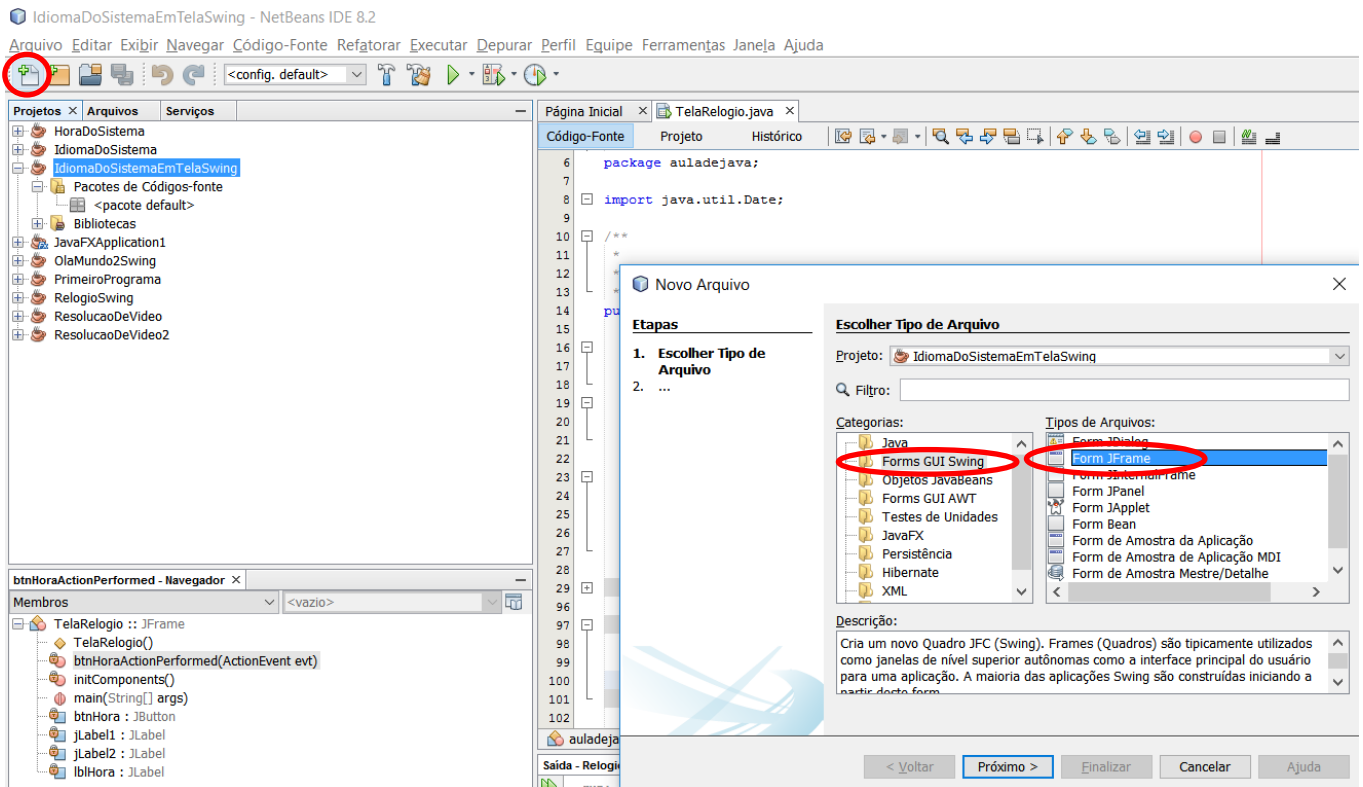 IdiomaDoSistemaEmTelaSwing - NetBeans IDE 8.2
Arquivo Editar Exibir Navegar Código-Fonte Refatorar Executar Depurar Perfil Equipe Ferramentas Janela Ajuda
<config. default>
Projetos Arquivos Serviços
HoraDoSistema
IdiomaDoSistema
IdiomaDoSistemaEmTelaSwing
Pacotes de Códigos-fonte
<pacote default>
Bibliotecas
JavaFXApplication1
OlaMundo2Swing
PrimeiroPrograma
RelogioSwing
ResolucaoDeVideo
ResolucaoDeVideo2
btnHoraActionPerformed - Navegador
Membros <vazio>
TelaRelogio :: JFrame
TelaRelogio()
btnHoraActionPerformed(ActionEvent evt)
initComponents()
main(String[] args)
btnHora : JButton
jLabel1 : JLabel
jLabel2 : JLabel
lblHora : JLabel
Página Inicial TelaRelogio.java
Código-Fonte Projeto Histórico
6 package auladejava;
7
8 import java.util.Date;
9
10 /**
11 *
12 *
13 *
14 pu
15
16
17
18
19
20
21
22
23
24
25
26
27
28
29
96
97
98
99
100
101
102
auladeja
Saída - Relogi
Novo Arquivo
Etapas
1. Escolher Tipo de
Arquivo
2. ...
Escolher Tipo de Arquivo
Projeto: IdiomaDoSistemaEmTelaSwing
Filtro:
Categorias:
Java
Forms GUI Swing
Objetos JavaBeans
Forms GUI AWT
Testes de Unidades
JavaFX
Persistência
Hibernate
XML
Tipos de Arquivos:
Form JDialog
Form JFrame
Form JInternalFrame
Form JPanel
Form JApplet
Form Bean
Form de Amostra da Aplicação
Form de Amostra de Aplicação MDI
Form de Amostra Mestre/Detalhe
Descrição:
Cria um novo Quadro JFC (Swing). Frames (Quadros) são tipicamente utilizados
como janelas de nível superior autônomas como a interface principal do usuário
para uma aplicação. A maioria das aplicações Swing são construídas iniciando a
partir deste form.
< Voltar Próximo > Finalizar Cancelar Ajuda